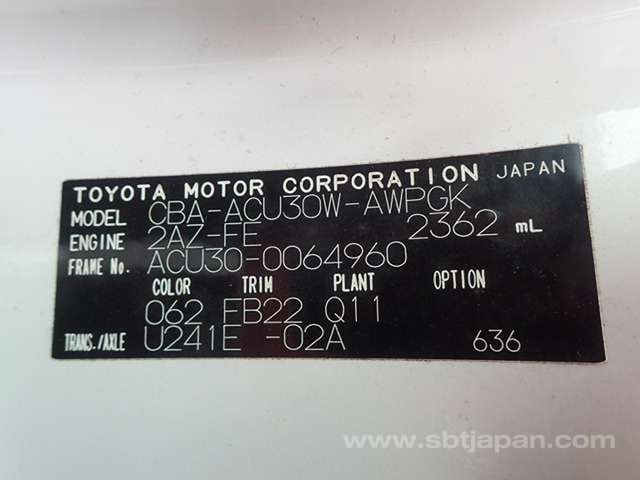 TOYOTA MOTOR CORPORATION JAPAN
MODEL CBA-ACU30W-AWPGK
ENGINE 2AZ-FE 2362 mL
FRAME No. ACU30-0064960
COLOR TRIM PLANT OPTION
062 FB22 Q11
TRANS./AXLE U241E -02A 636
www.sbtjapan.com